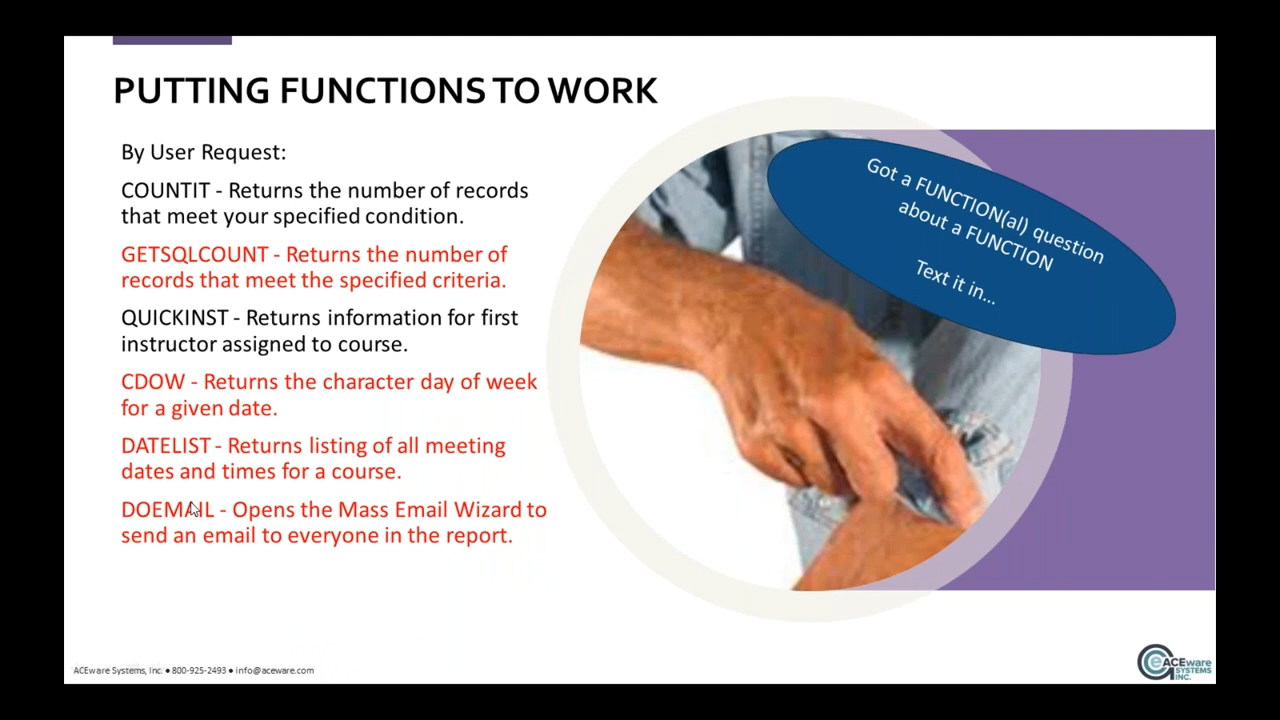 PUTTING FUNCTIONS TO WORK
By User Request:
COUNTIT - Returns the number of records
that meet your specified condition.
GETSQLCOUNT - Returns the number of
records that meet the specified criteria.
QUICKINST - Returns information for first
instructor assigned to course.
CDOW - Returns the character day of week
for a given date.
DATELIST - Returns listing of all meeting
dates and times for a course.
DOEMAIL - Opens the Mass Email Wizard to
send an email to everyone in the report.
Got a FUNCTION(al) question
about a FUNCTION
Text it in...
ACEware Systems, Inc. ● 800-925-2493 ● info@aceware.com
e ACEware
SYSTEMS
INC.